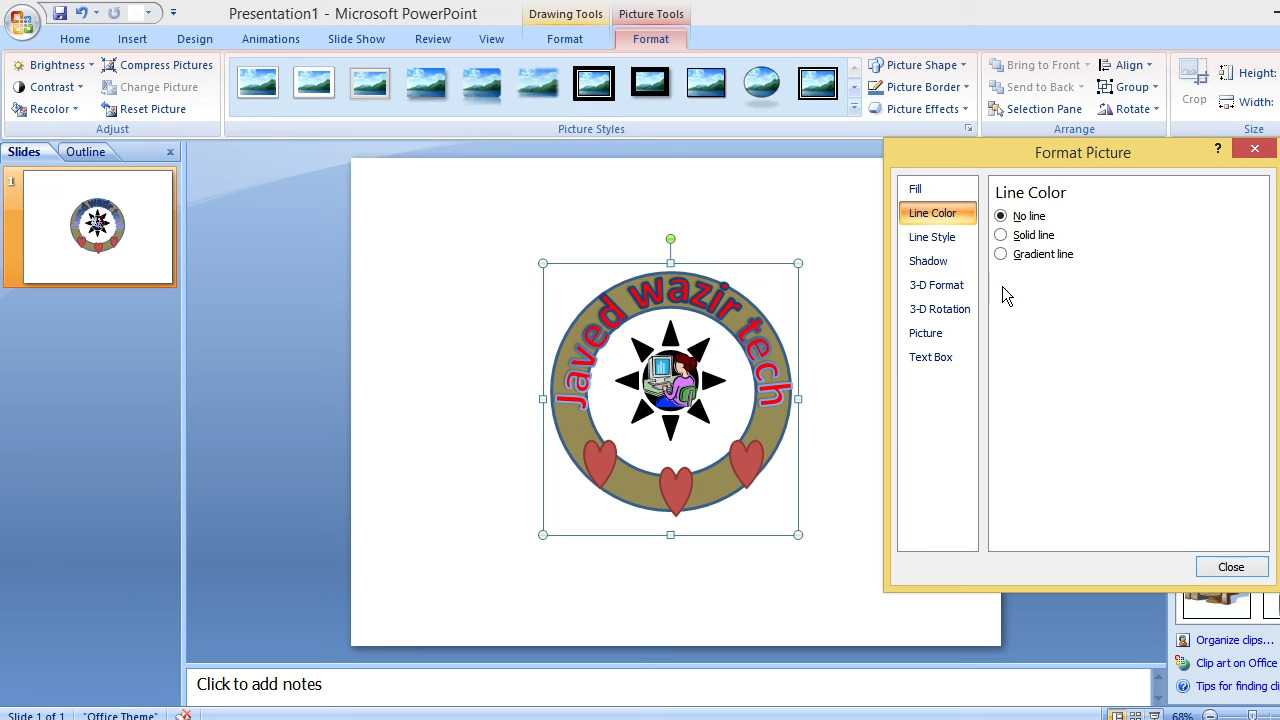 Presentation1 - Microsoft PowerPoint
Drawing Tools
Picture Tools
Home Insert Design Animations Slide Show Review View Format Format
Brightness
Compress Pictures
Picture Shape
Bring to Front
Align
Height:
Contrast
Change Picture
Picture Border
Send to Back
Group
Crop
Width:
Recolor
Reset Picture
Picture Effects
Selection Pane
Rotate
Adjust
Picture Styles
Arrange
Size
Slides
Outline
x
1
Javed wazir tech
Format Picture
?
Fill
Line Color
Line Style
Shadow
3-D Format
3-D Rotation
Picture
Text Box
Line Color
No line
Solid line
Gradient line
Close
Organize clips...
Clip art on Office
Tips for finding cli
Click to add notes
Slide 1 of 1
"Office Theme"
68%